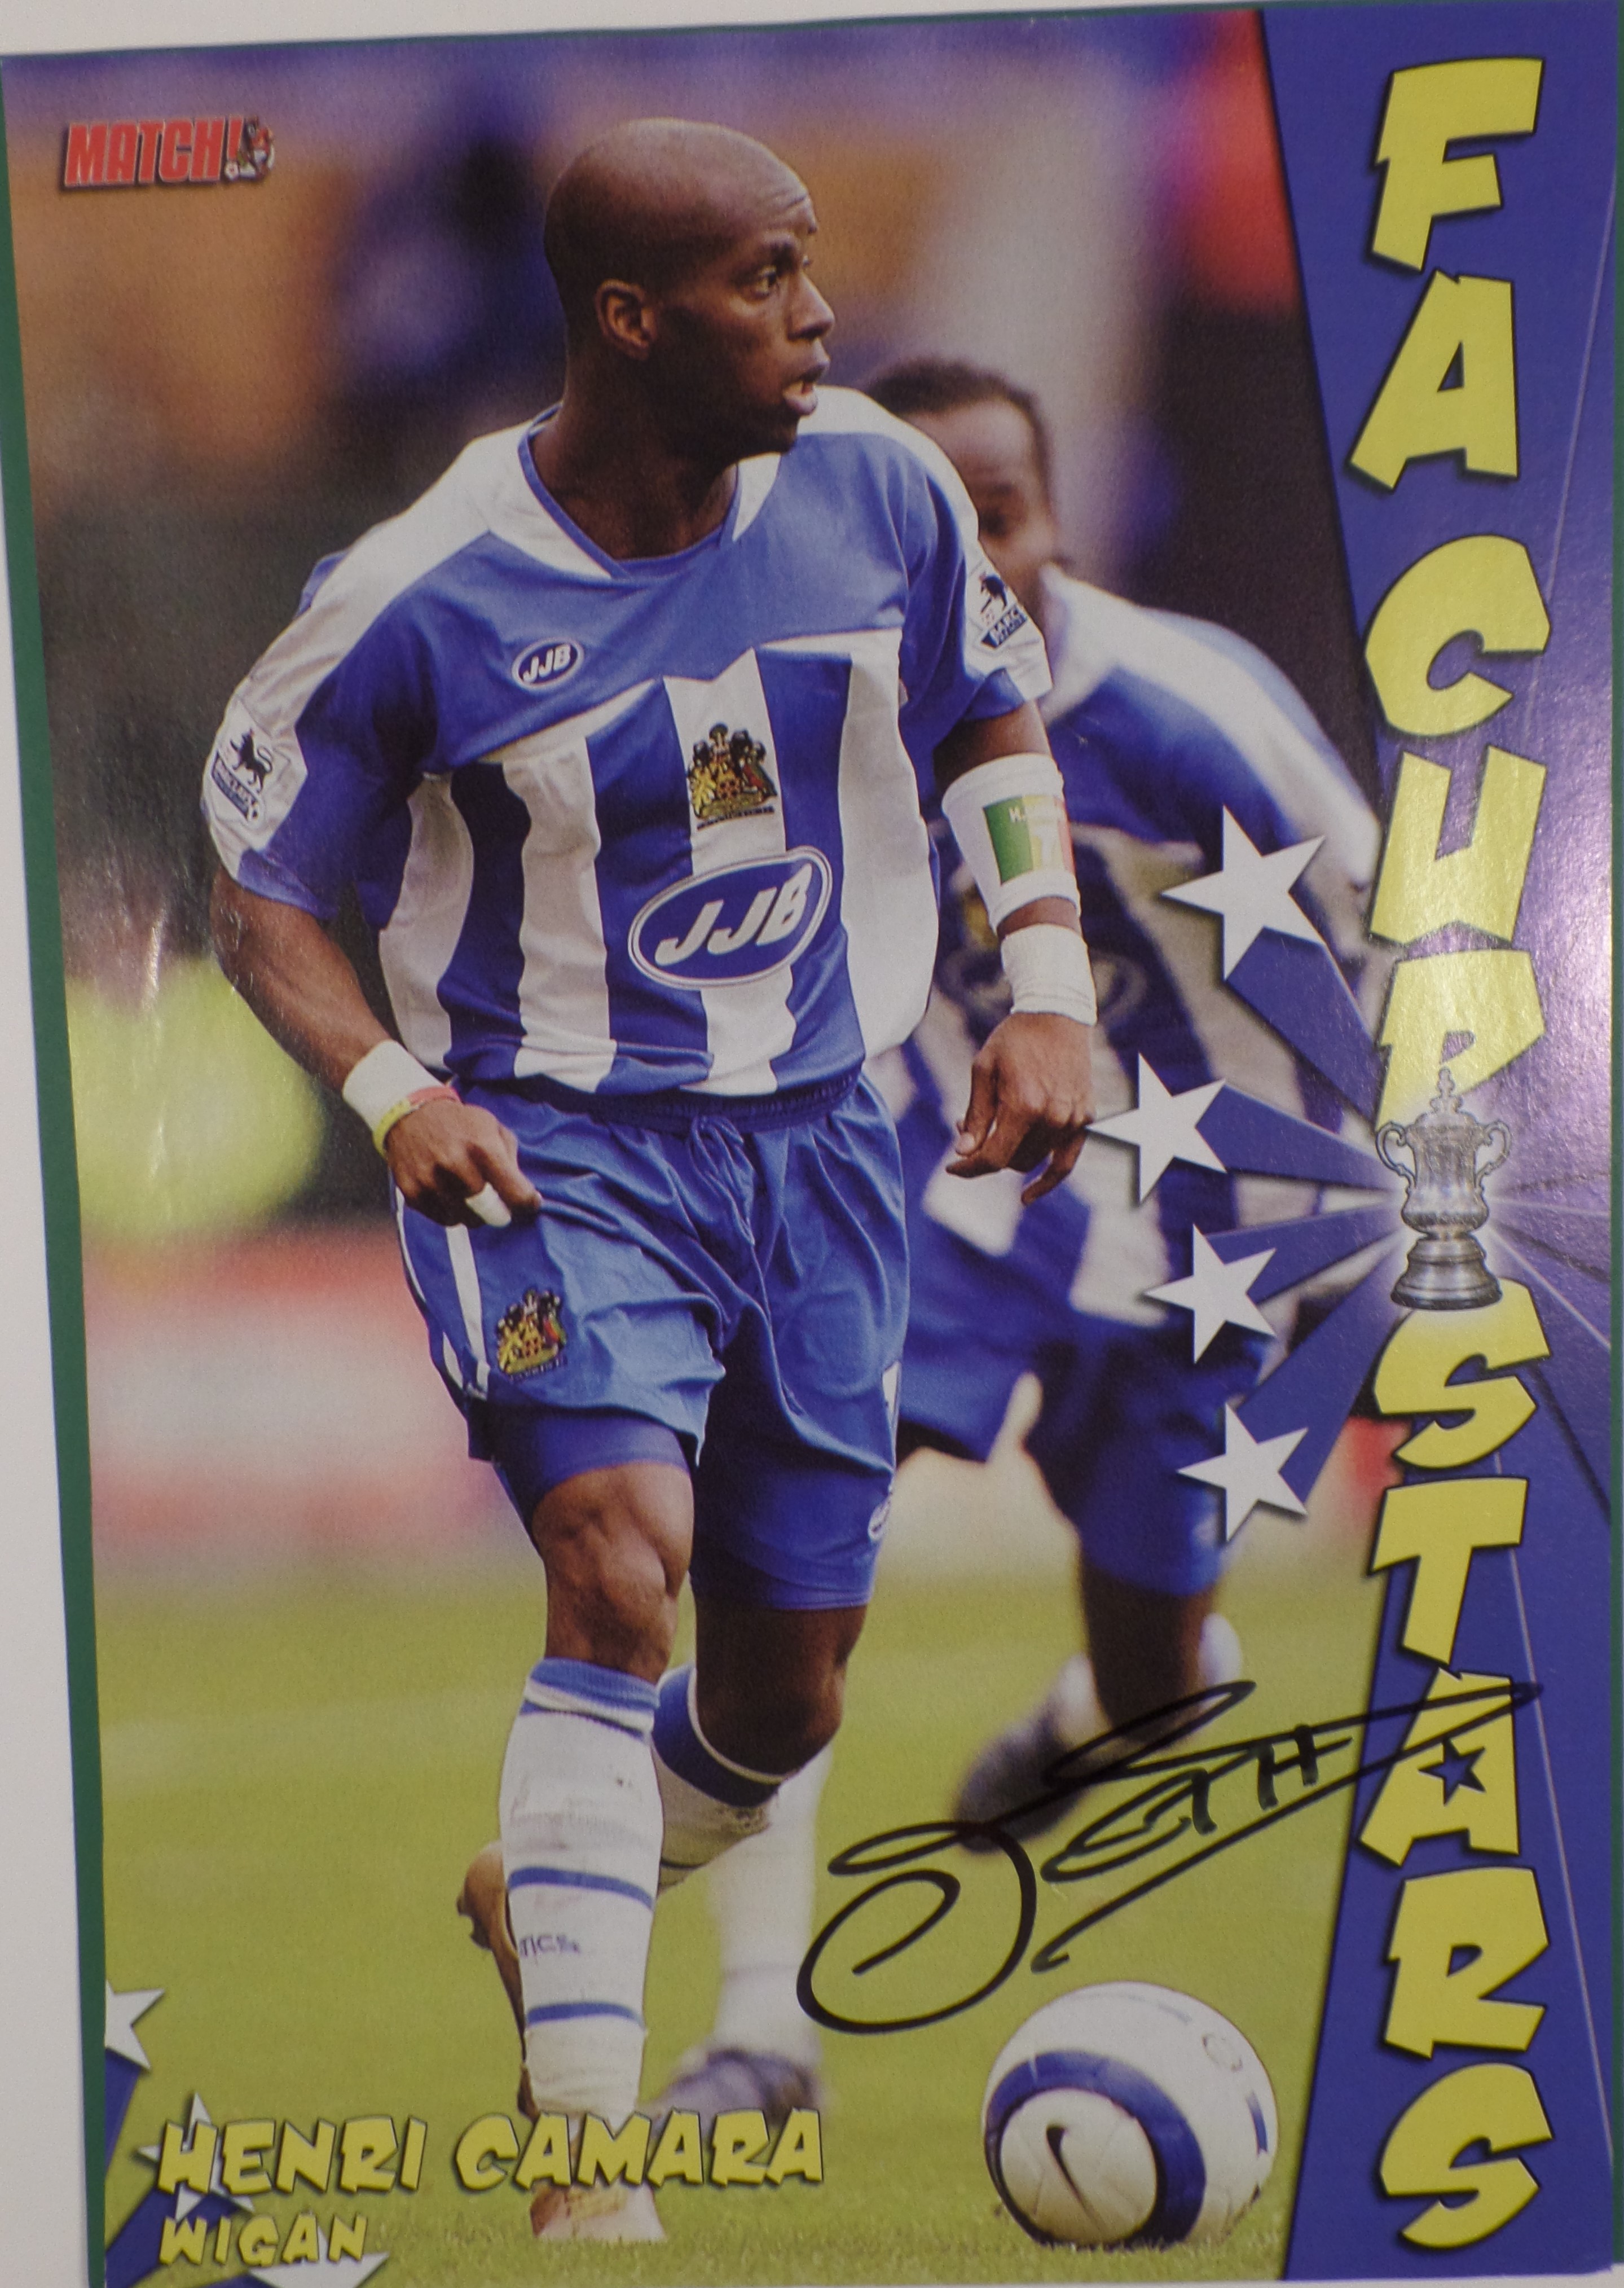 MATCH!
FA CUP STARS
JJB
JJB
HENRI CAMARA
WIGAN